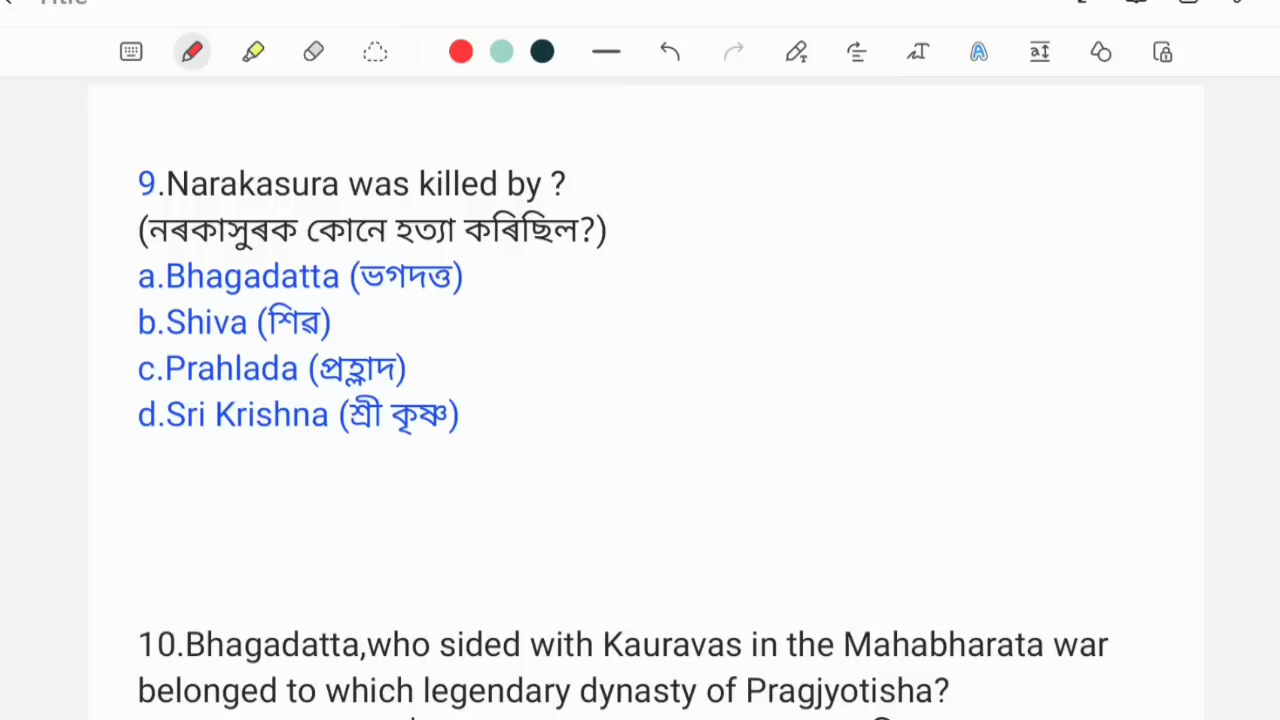 9.Narakasura was killed by ?
(নৰকাসুৰক কোনে হত্যা কৰিছিল?)
a.Bhagadatta (ভগদত্ত)
b.Shiva (শিৱ)
c.Prahlada (প্ৰহ্লাদ)
d.Sri Krishna (শ্ৰী কৃষ্ণ)
10.Bhagadatta,who sided with Kauravas in the Mahabharata war
belonged to which legendary dynasty of Pragjyotisha?